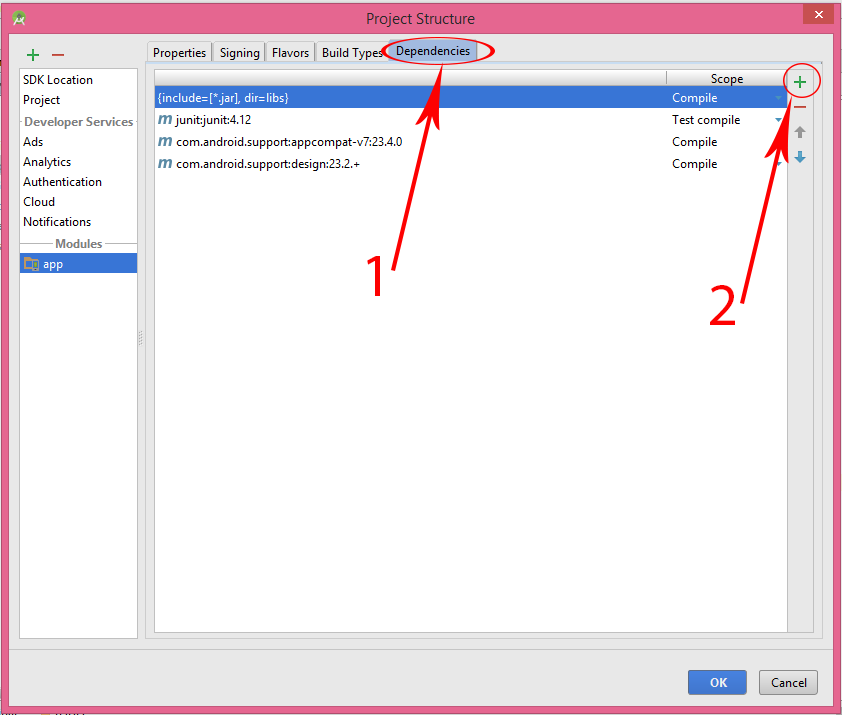 Project Structure
Properties Signing Flavors Build Types Dependencies
SDK Location
Project
Developer Services
Ads
Analytics
Authentication
Cloud
Notifications
Modules
app
Scope
{include=[*.jar], dir=libs} Compile
m junit:junit:4.12 Test compile
m com.android.support:appcompat-v7:23.4.0 Compile
m com.android.support:design:23.2.+ Compile
1
2
OK Cancel